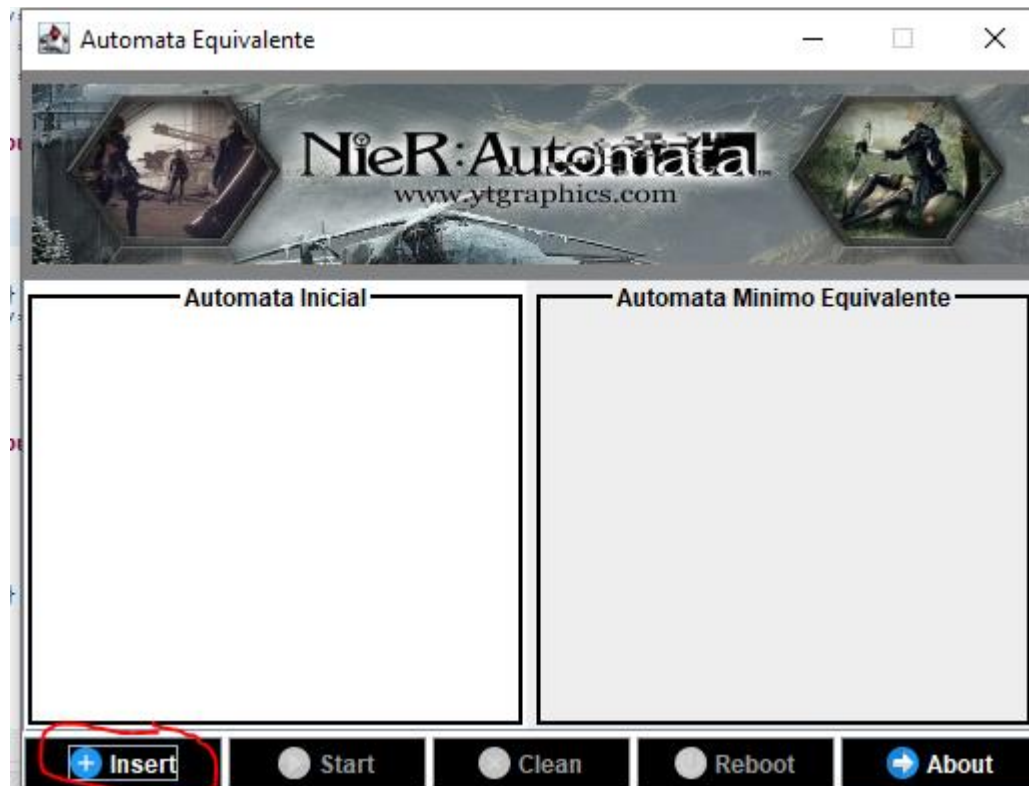 Automata Equivalente
NieR:Automata
www.ytgraphics.com
Automata Inicial
Automata Minimo Equivalente
Insert
Start
Clean
Reboot
About